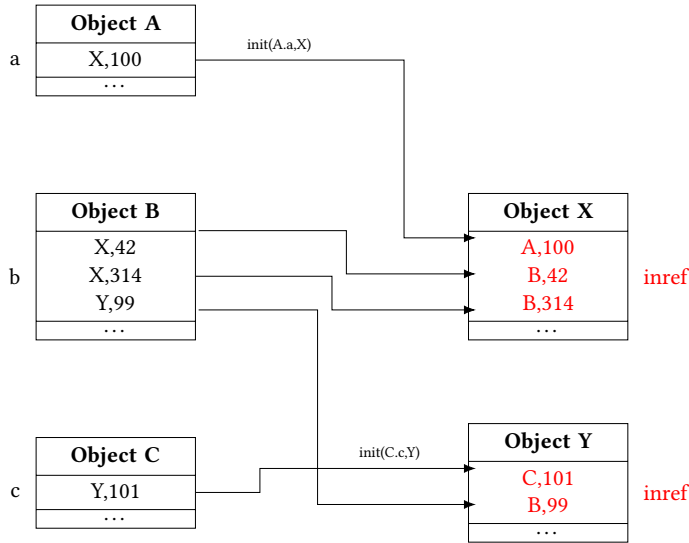 Object A
a
X,100
...
init(A.a,X)
Object B
b
X,42
X,314
Y,99
...
Object X
A,100
B,42
B,314
inref
...
Object C
c
Y,101
...
init(C.c,Y)
Object Y
C,101
B,99
inref
...